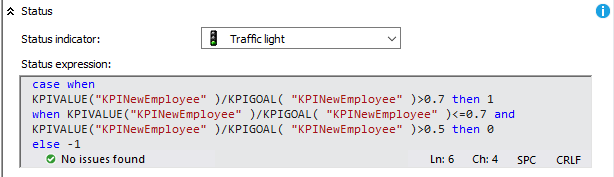 Status
Status indicator:
Traffic light
Status expression:
case when
KPIVALUE("KPINewEmployee" )/KPIGOAL( "KPINewEmployee" )>0.7 then 1
when KPIVALUE("KPINewEmployee" )/KPIGOAL( "KPINewEmployee" )<=0.7 and
KPIVALUE("KPINewEmployee" )/KPIGOAL( "KPINewEmployee" )>0.5 then 0
else -1
No issues found Ln: 6 Ch: 4 SPC CRLF